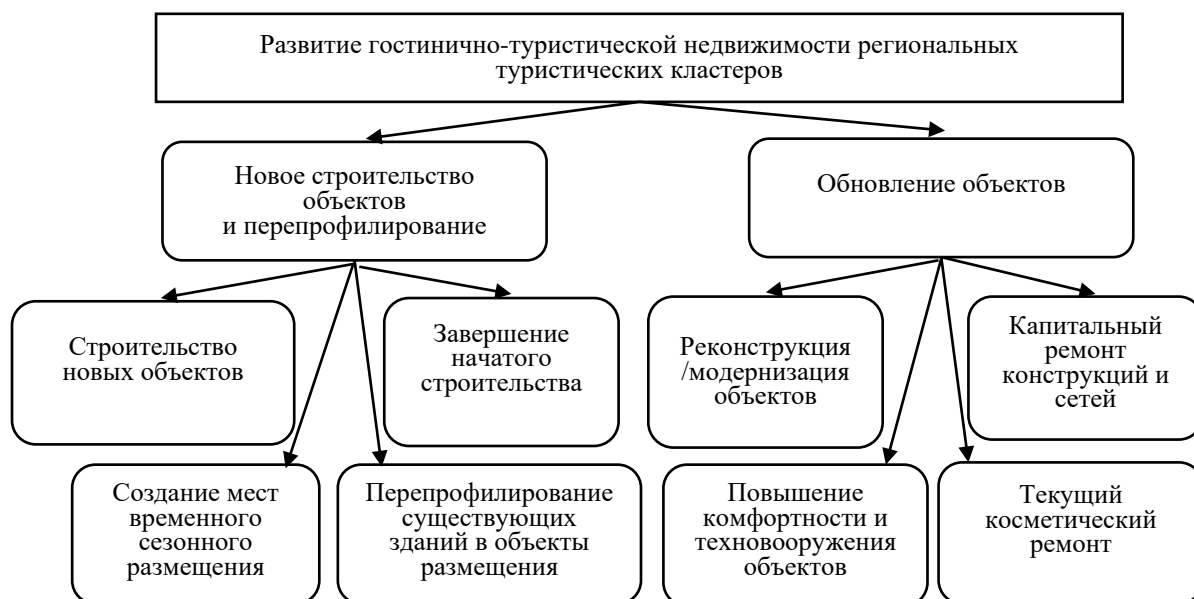 Развитие гостинично-туристической недвижимости региональных
туристических кластеров
Новое строительство
объектов
и перепрофилирование
Обновление объектов
Строительство
новых объектов
Завершение
начатого
строительства
Реконструкция
/модернизация
объектов
Капитальный
ремонт
конструкций и
сетей
Создание мест
временного
сезонного
размещения
Перепрофилирование
существующих
зданий в объекты
размещения
Повышение
комфортности и
техновооружения
объектов
Текущий
косметический
ремонт